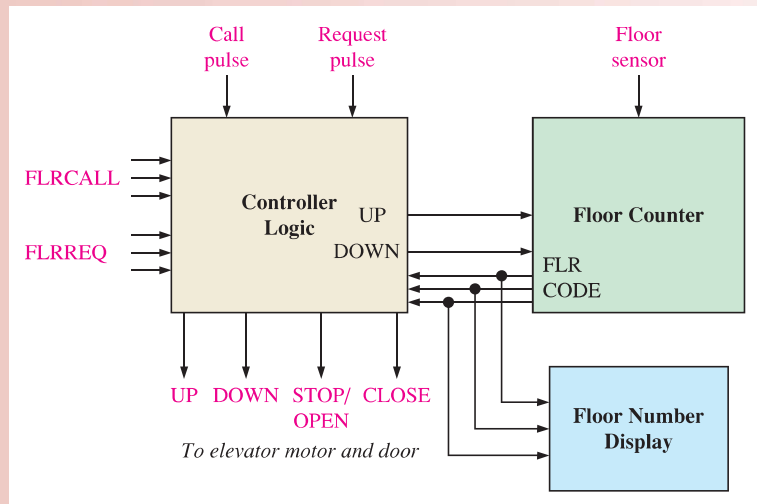 Call
pulse
Request
pulse
Floor
sensor
FLRCALL
FLRREQ
Controller
Logic
UP
DOWN
Floor Counter
FLR
CODE
UP DOWN STOP/ CLOSE
OPEN
To elevator motor and door
Floor Number
Display